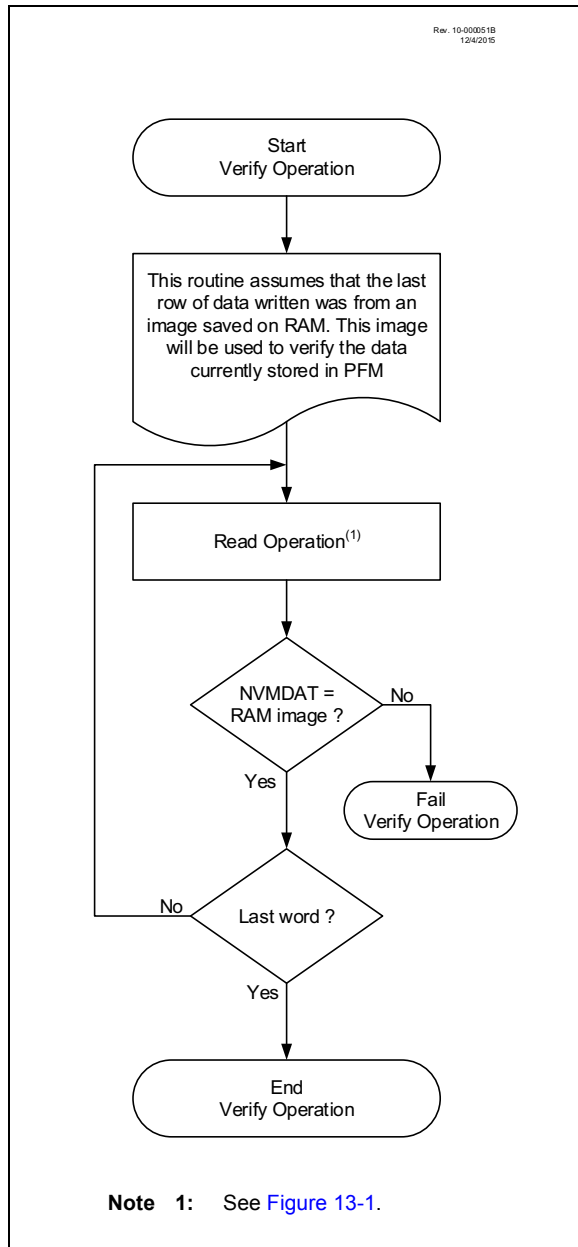 Rev. 10-000051B
12/4/2015
Start
Verify Operation
This routine assumes that the last
row of data written was from an
image saved on RAM. This image
will be used to verify the data
currently stored in PFM
Read Operation(1)
NVMDAT =
RAM image ?
No
Yes
Fail
Verify Operation
Last word ?
No
Yes
End
Verify Operation
Note 1: See Figure 13-1.